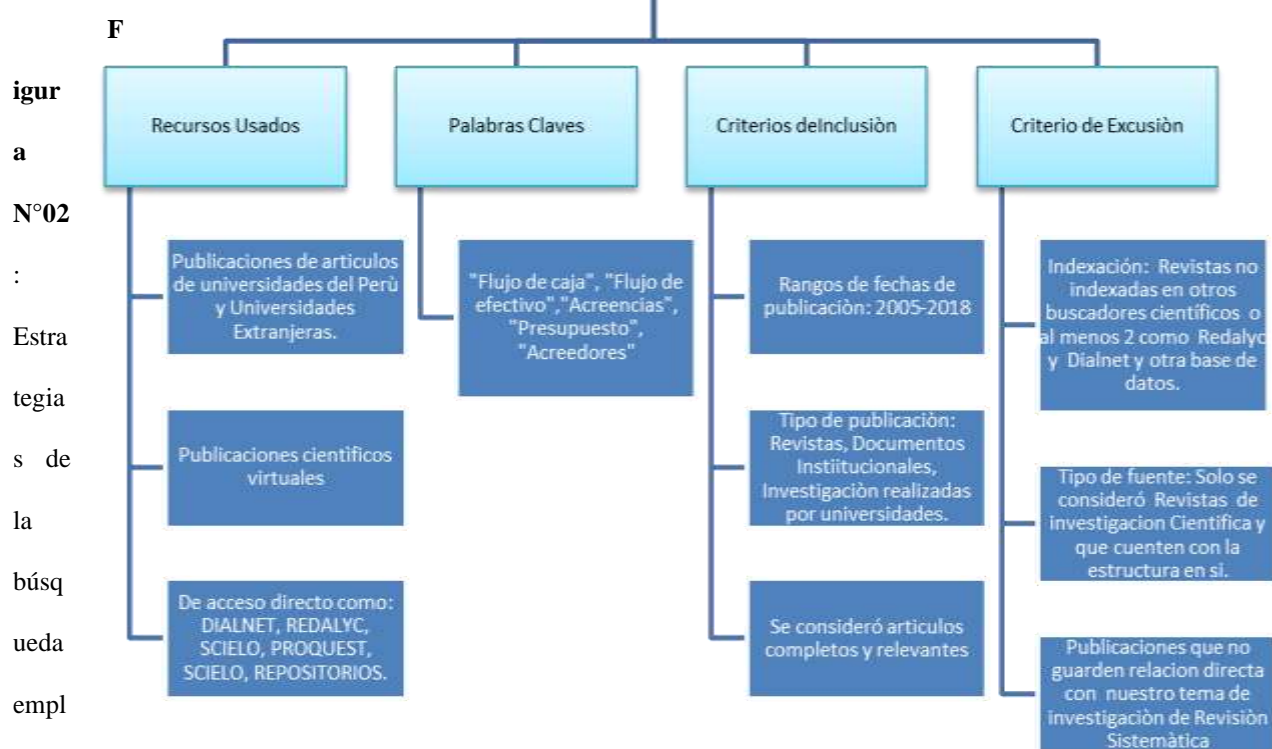 F
igur
a
N°02
:
Estra
tegia
s de
la
búsq
ueda
empl
Recursos Usados
Publicaciones de articulos
de universidades del Perù
y Universidades
Extranjeras.
Publicaciones cientìficos
virtuales
De acceso directo como:
DIALNET, REDALYC,
SCIELO, PROQUEST,
SCIELO, REPOSITORIOS.
Palabras Claves
"Flujo de caja", "Flujo de
efectivo","Acreencias",
"Presupuesto",
"Acreedores"
Criterios deInclusiòn
Rangos de fechas de
publicaciòn: 2005-2018
Tipo de publicaciòn:
Revistas, Documentos
Instiitucionales,
Investigaciòn realizadas
por universidades.
Se consideró articulos
completos y relevantes
Criterio de Excusiòn
Indexación: Revistas no
indexadas en otros
buscadores científicos o
al menos 2 como Redalyc
y Dialnet y otra base de
datos.
Tipo de fuente: Solo se
consideró Revistas de
investigacion Científica y
que cuenten con la
estructura en si.
Publicaciones que no
guarden relacion directa
con nuestro tema de
investigaciòn de Revisiòn
Sistemàtica